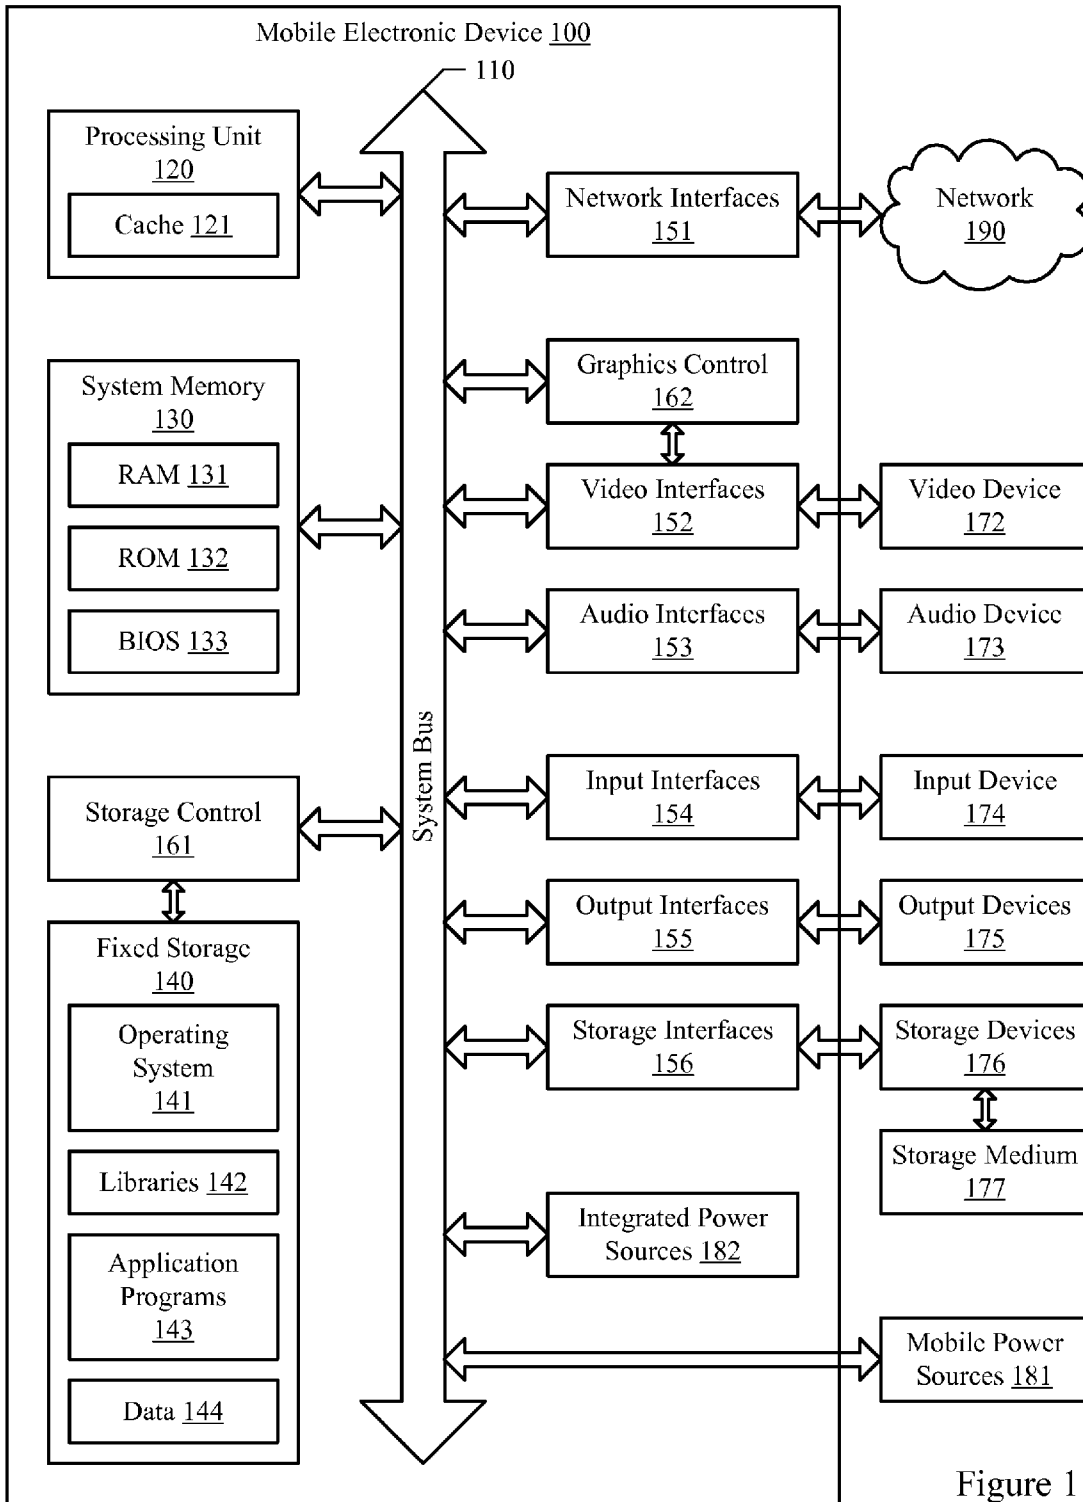 Mobile Electronic Device 100
110
Processing Unit
120
Cache 121
System Memory
130
RAM 131
ROM 132
BIOS 133
Storage Control
161
Fixed Storage
140
Operating
System
141
Libraries 142
Application
Programs
143
Data 144
System Bus
Network Interfaces
151
Network
190
Graphics Control
162
Video Interfaces
152
Video Device
172
Audio Interfaces
153
Audio Device
173
Input Interfaces
154
Input Device
174
Output Interfaces
155
Output Devices
175
Storage Interfaces
156
Storage Devices
176
Storage Medium
177
Integrated Power
Sources 182
Mobile Power
Sources 181
Figure 1